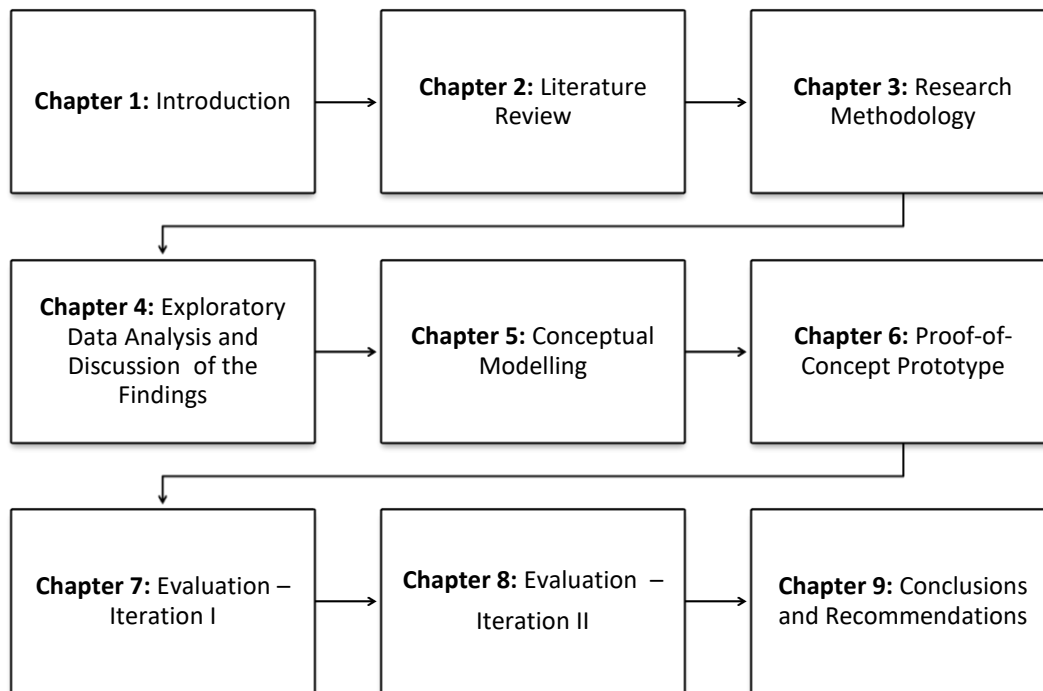 Chapter 1: Introduction
Chapter 2: Literature
Review
Chapter 3: Research
Methodology
Chapter 4: Exploratory
Data Analysis and
Discussion of the
Findings
Chapter 5: Conceptual
Modelling
Chapter 6: Proof-of-
Concept Prototype
Chapter 7: Evaluation –
Iteration I
Chapter 8: Evaluation –
Iteration II
Chapter 9: Conclusions
and Recommendations